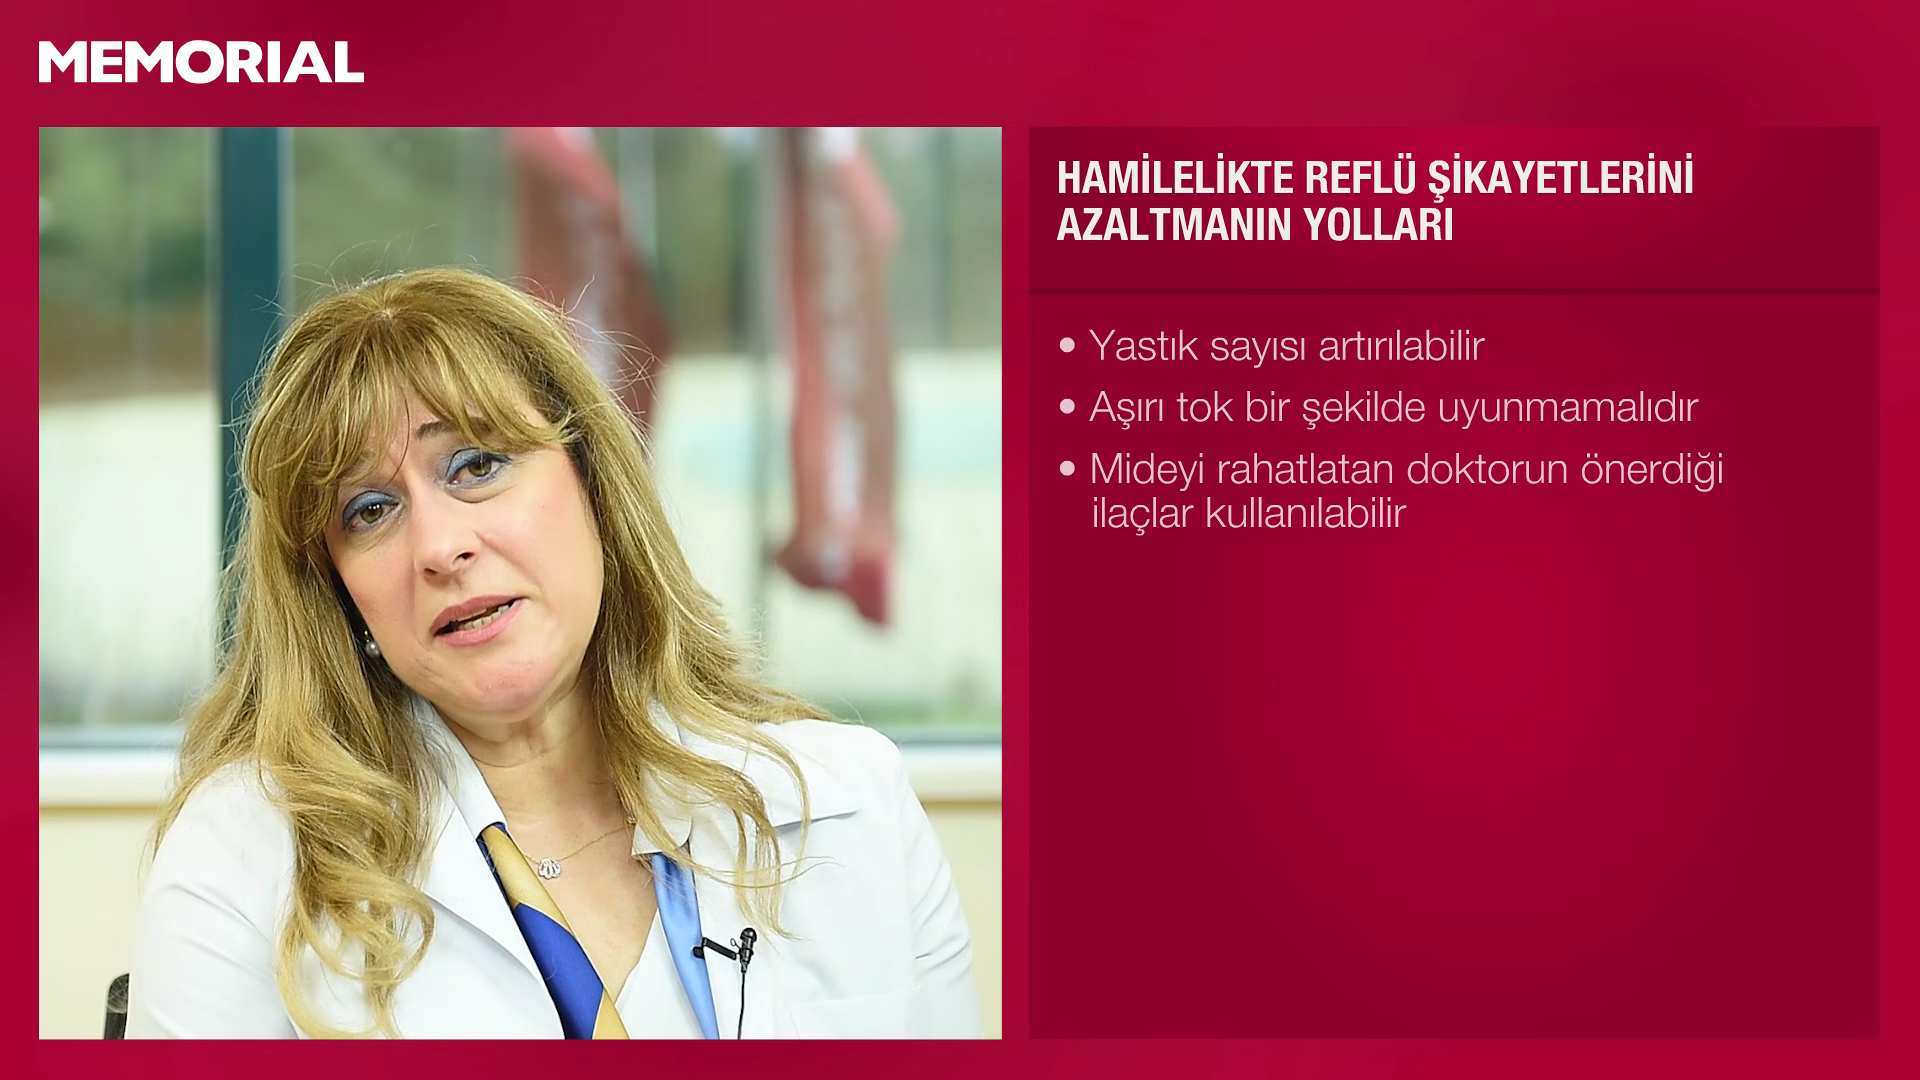 MEMORIAL
HAMİLELİKTE REFLÜ ŞİKAYETLERİNİ
AZALTMANIN YOLLARI
• Yastık sayısı artırılabilir
• Aşırı tok bir şekilde uyunmamalıdır
• Mideyi rahatlatan doktorun önerdiği
ilaçlar kullanılabilir